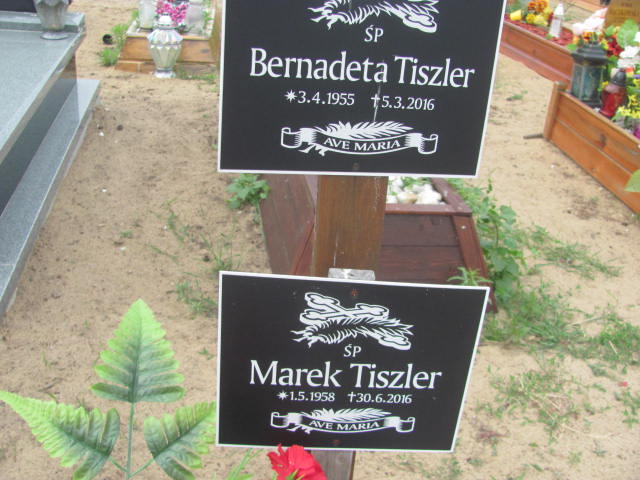 ŚP
Bernadeta Tiszler
✴3.4.1955 ✝5.3.2016
AVE MARIA
ŚP
Marek Tiszler
✴1.5.1958 ✝30.6.2016
AVE MARIA